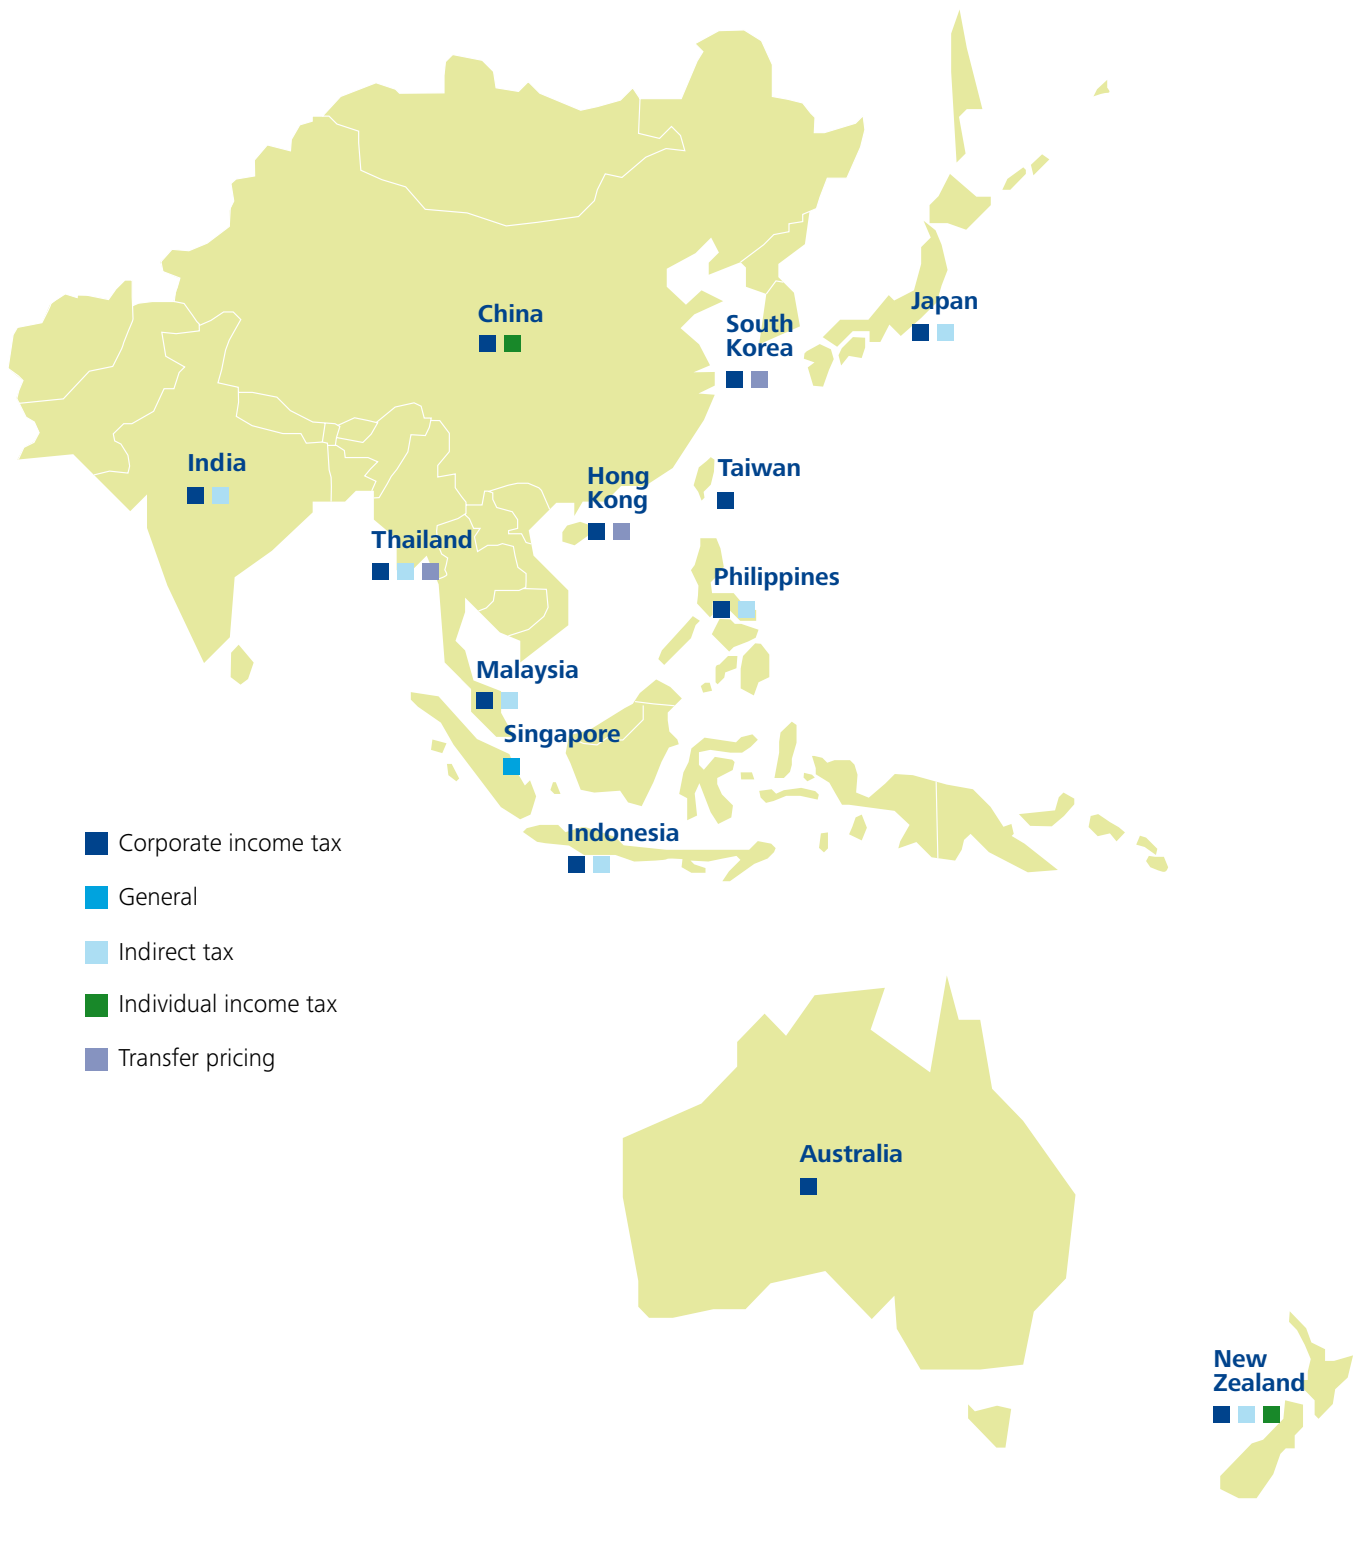 Japan
China
South
Korea
India
Hong
Kong
Taiwan
Thailand
Philippines
Malaysia
Singapore
Indonesia
Corporate income tax
General
Indirect tax
Individual income tax
Transfer pricing
Australia
New
Zealand